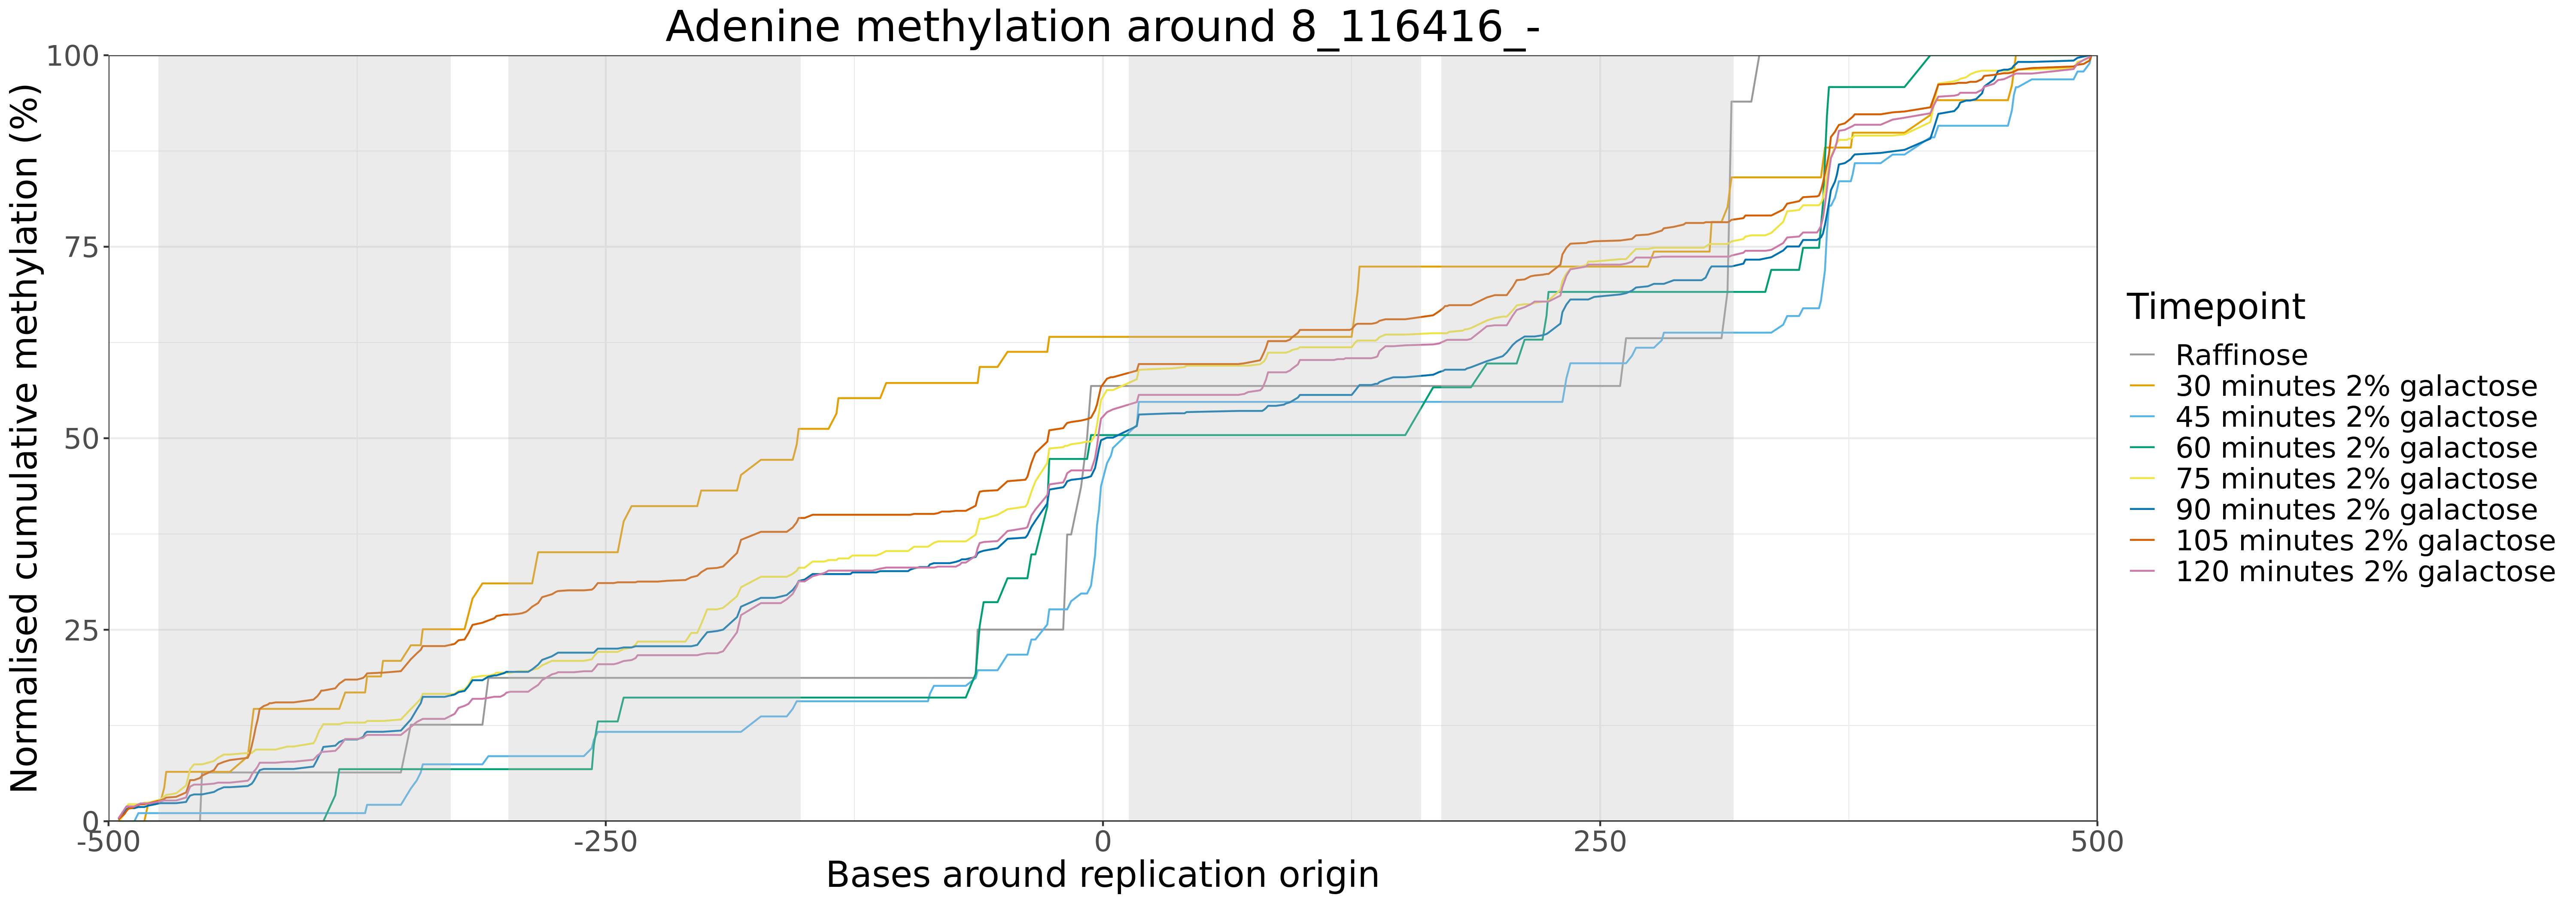 Adenine methylation around 8_116416_-
Normalised cumulative methylation (%)
100
75
50
25
0
-500
-250
0
250
500
Bases around replication origin
Timepoint
Raffinose
30 minutes 2% galactose
45 minutes 2% galactose
60 minutes 2% galactose
75 minutes 2% galactose
90 minutes 2% galactose
105 minutes 2% galactose
120 minutes 2% galactose